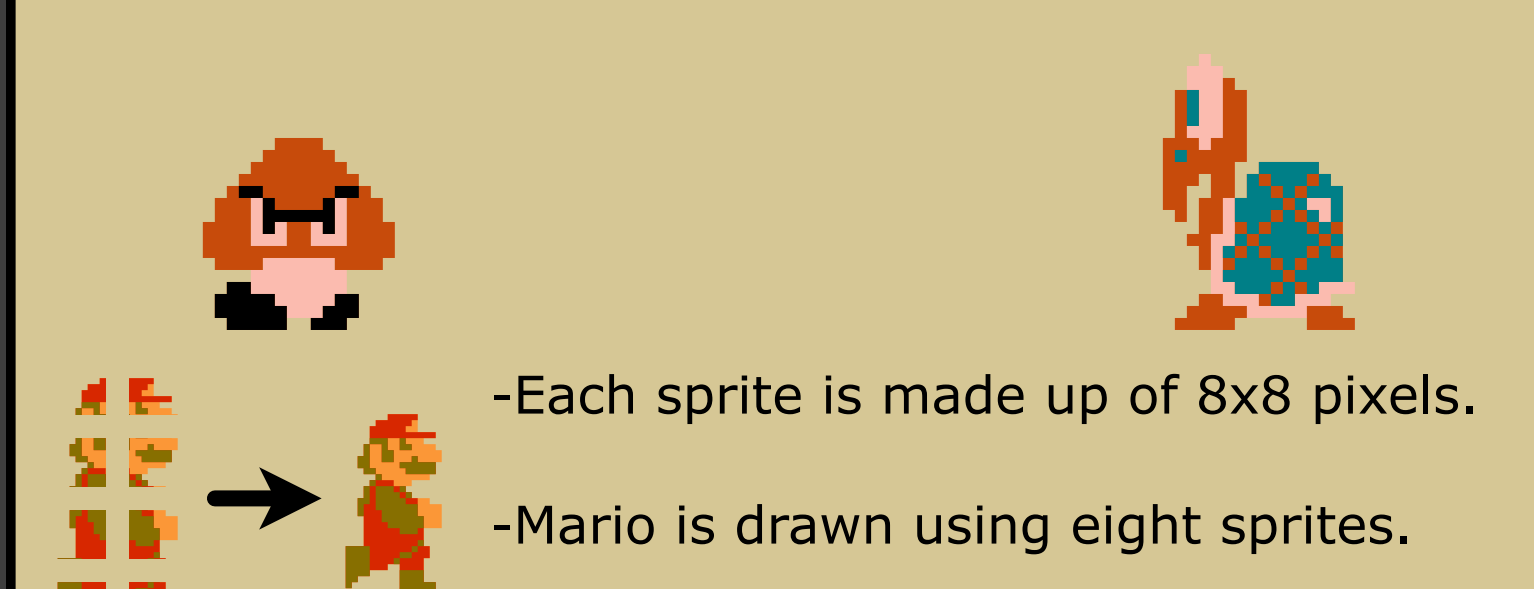 -Each sprite is made up of 8x8 pixels.
-Mario is drawn using eight sprites.